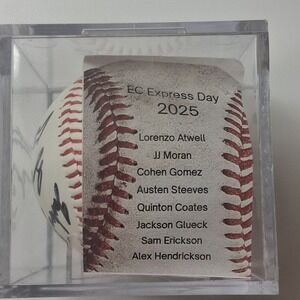 EC Express Day
2025
Lorenzo Atwell
JJ Moran
Cohen Gomez
Austen Steeves
Quinton Coates
Jackson Glueck
Sam Erickson
Alex Hendrickson